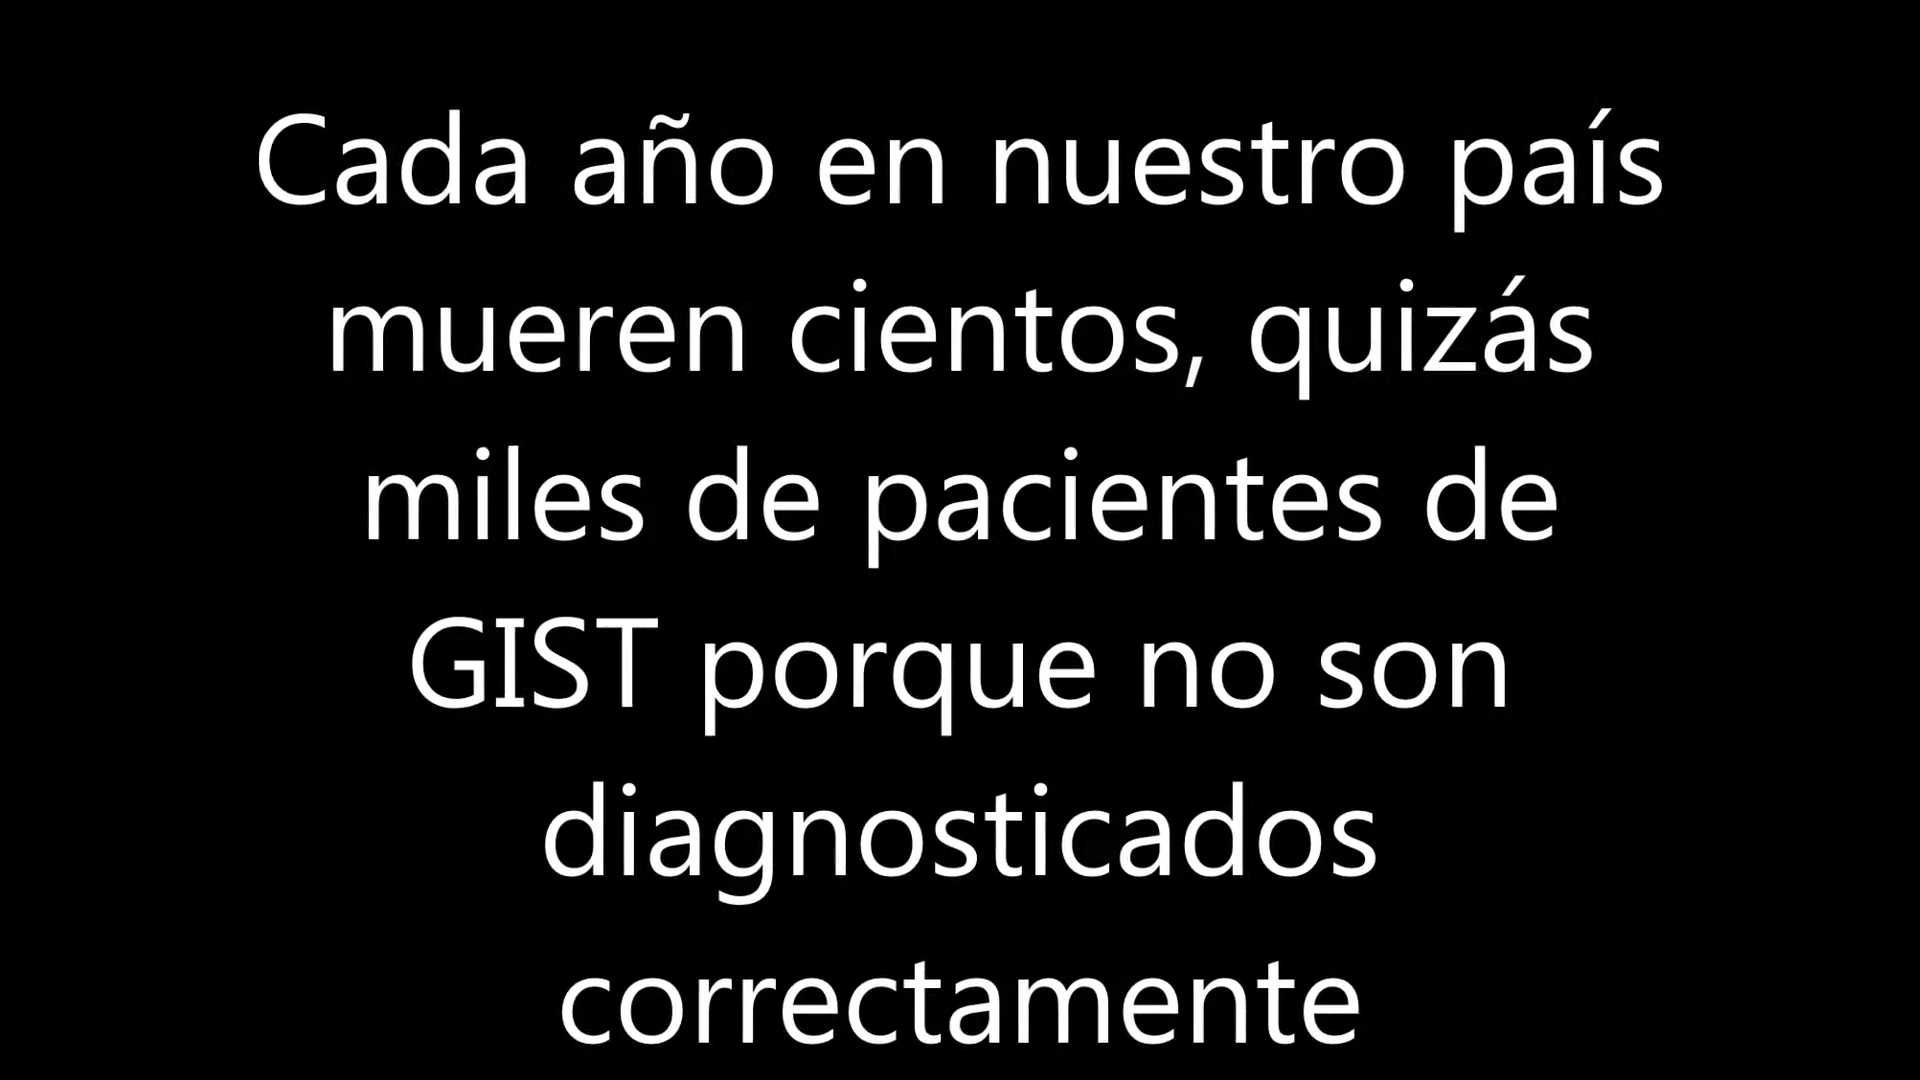 Cada año en nuestro país
mueren cientos, quizás
miles de pacientes de
GIST porque no son
diagnosticados
correctamente